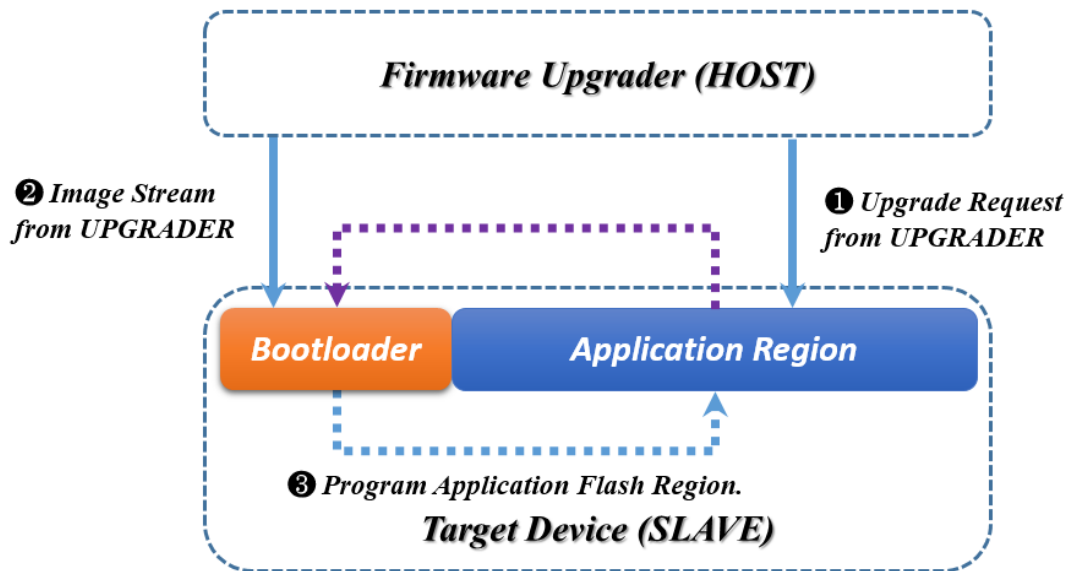 Firmware Upgrader (HOST)
❷ Image Stream
from UPGRADER
❶ Upgrade Request
from UPGRADER
Bootloader
Application Region
❸ Program Application Flash Region.
Target Device (SLAVE)